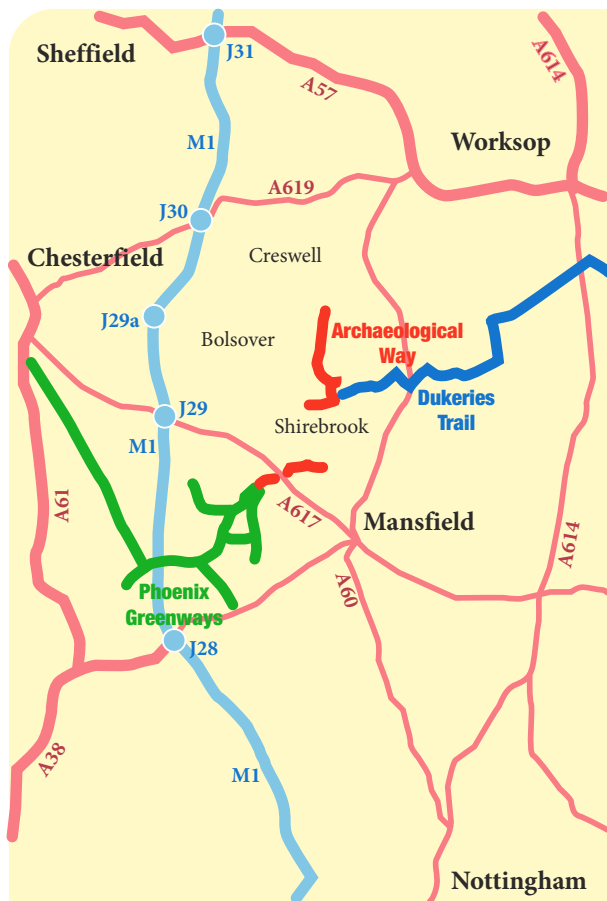 Sheffield
J31
A614
A57
M1
Worksop
A619
J30
Creswell
Chesterfield
J29a
Bolsover
Archaeological
Way
Dukeries
Trail
J29
Shirebrook
M1
A61
A617
Mansfield
A614
A60
Phoenix
Greenways
J28
A38
M1
Nottingham